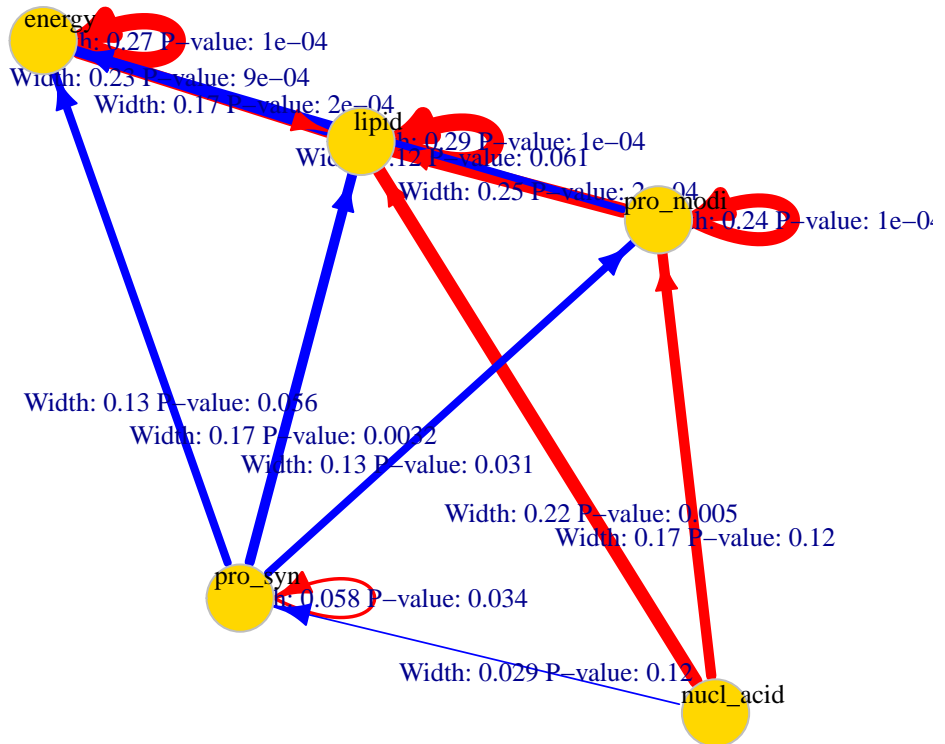 energy
h: 0.27 P−value: 1e−04
Width: 0.23 P−value: 9e−04
Width: 0.17 P−value: 2e−04
lipid
h: 0.29 P−value: 1e−04
Width: 0.12 P−value: 0.061
Width: 0.25 P−value: 2e−04
pro_modi
h: 0.24 P−value: 1e−04
Width: 0.13 P−value: 0.056
Width: 0.17 P−value: 0.0032
Width: 0.13 P−value: 0.031
Width: 0.22 P−value: 0.005
Width: 0.17 P−value: 0.12
pro_syn
h: 0.058 P−value: 0.034
Width: 0.029 P−value: 0.12
nucl_acid